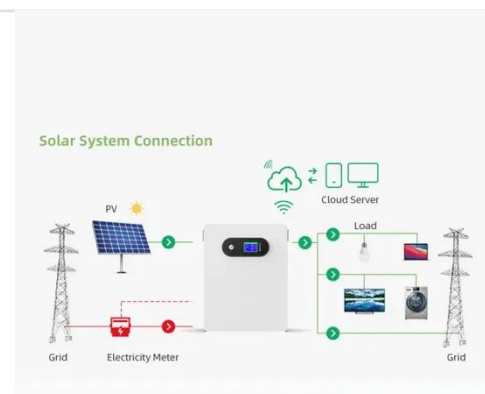 Solar System Connection
Cloud Server
PV
Load
Grid
Electricity Meter
Grid